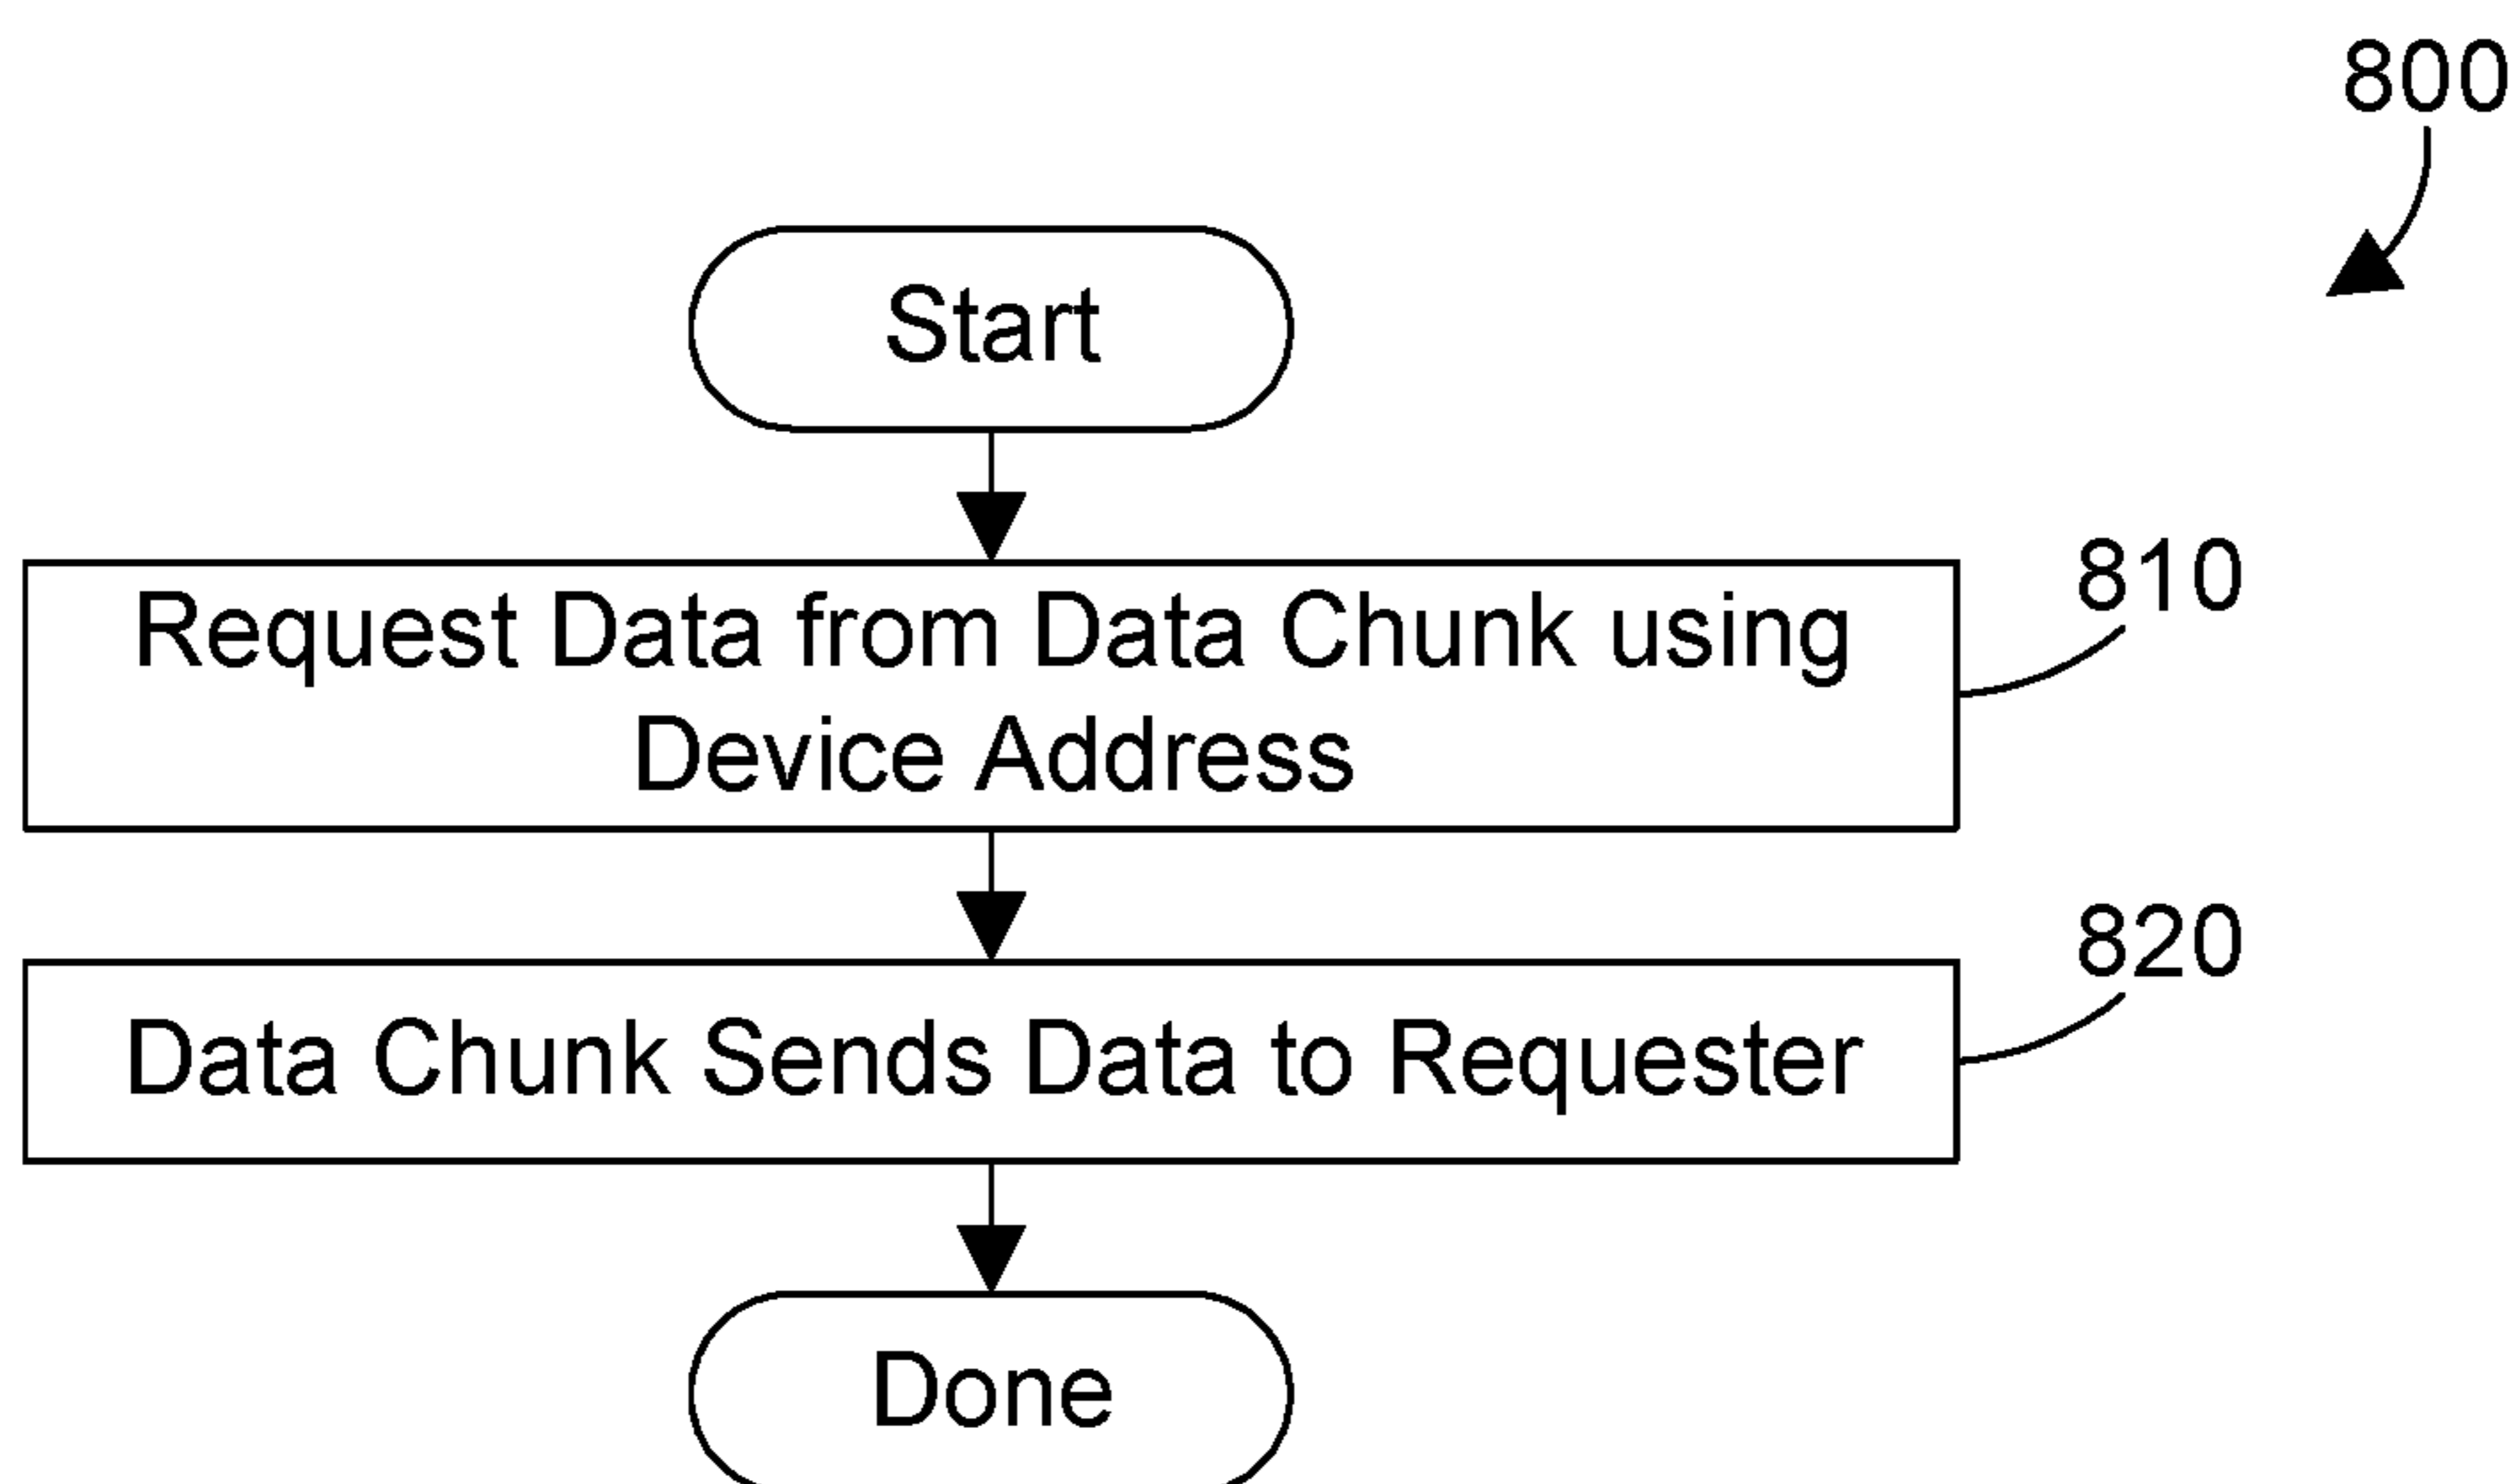 800
Start
810
Request Data from Data Chunk using
Device Address
820
Data Chunk Sends Data to Requester
Done